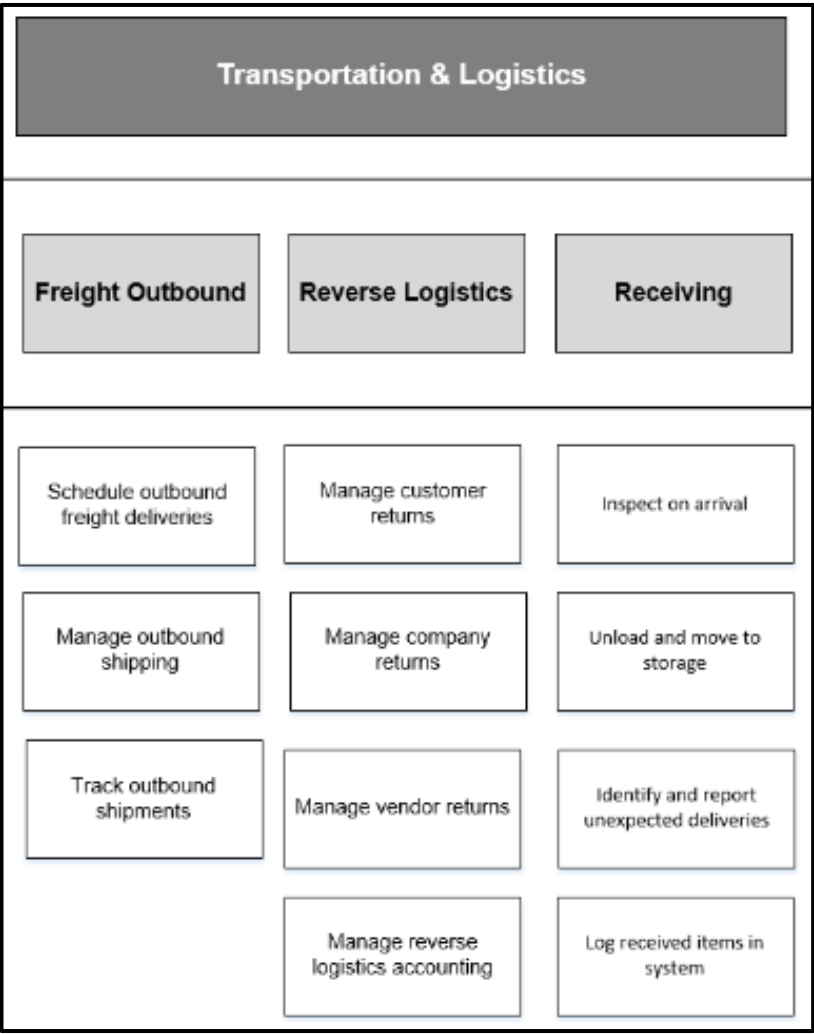 Transportation & Logistics
Freight Outbound
Reverse Logistics
Receiving
Schedule outbound
freight deliveries
Manage customer
returns
Inspect on arrival
Manage outbound
shipping
Manage company
returns
Unload and move to
storage
Track outbound
shipments
Manage vendor returns
Identify and report
unexpected deliveries
Manage reverse
logistics accounting
Log received items in
system